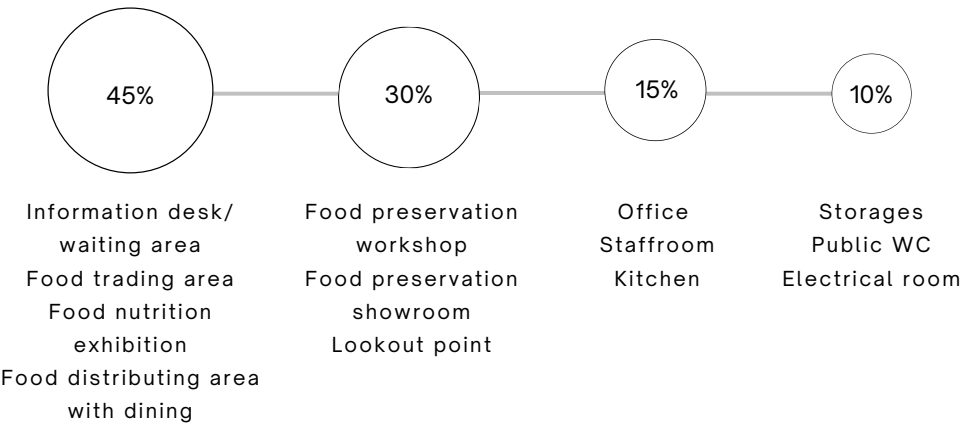 45%
30%
15%
10%
Information desk/
waiting area
Food trading area
Food nutrition
exhibition
Food distributing area
with dining
Food preservation
workshop
Food preservation
showroom
Lookout point
Office
Staffroom
Kitchen
Storages
Public WC
Electrical room